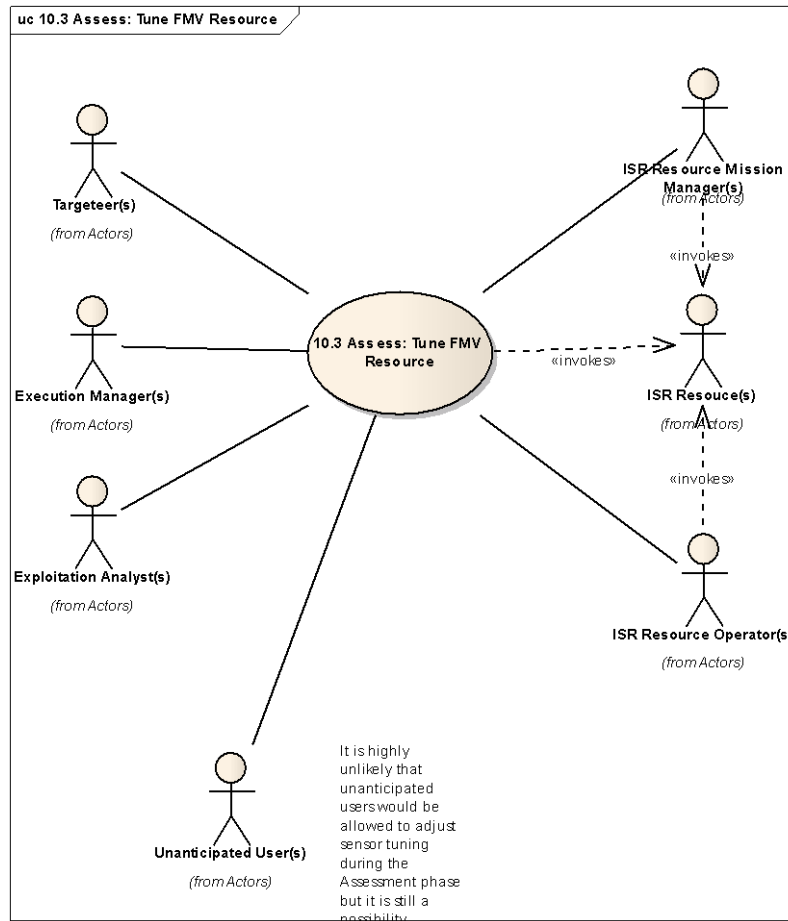 uc 10.3 Assess: Tune FMV Resource
Targeteer(s)
(from Actors)
ISR Resource Mission
Manager(s)
(from Actors)
«invokes»
Execution Manager(s)
(from Actors)
10.3 Assess: Tune FMV
Resource
«invokes»
ISR Resouce(s)
(from Actors)
«invokes»
Exploitation Analyst(s)
(from Actors)
ISR Resource Operator(s
(from Actors)
Unanticipated User(s)
(from Actors)
It is highly
unlikely that
unanticipated
users would be
allowed to adjust
sensor tuning
during the
Assessment phase
but it is still a
possibility